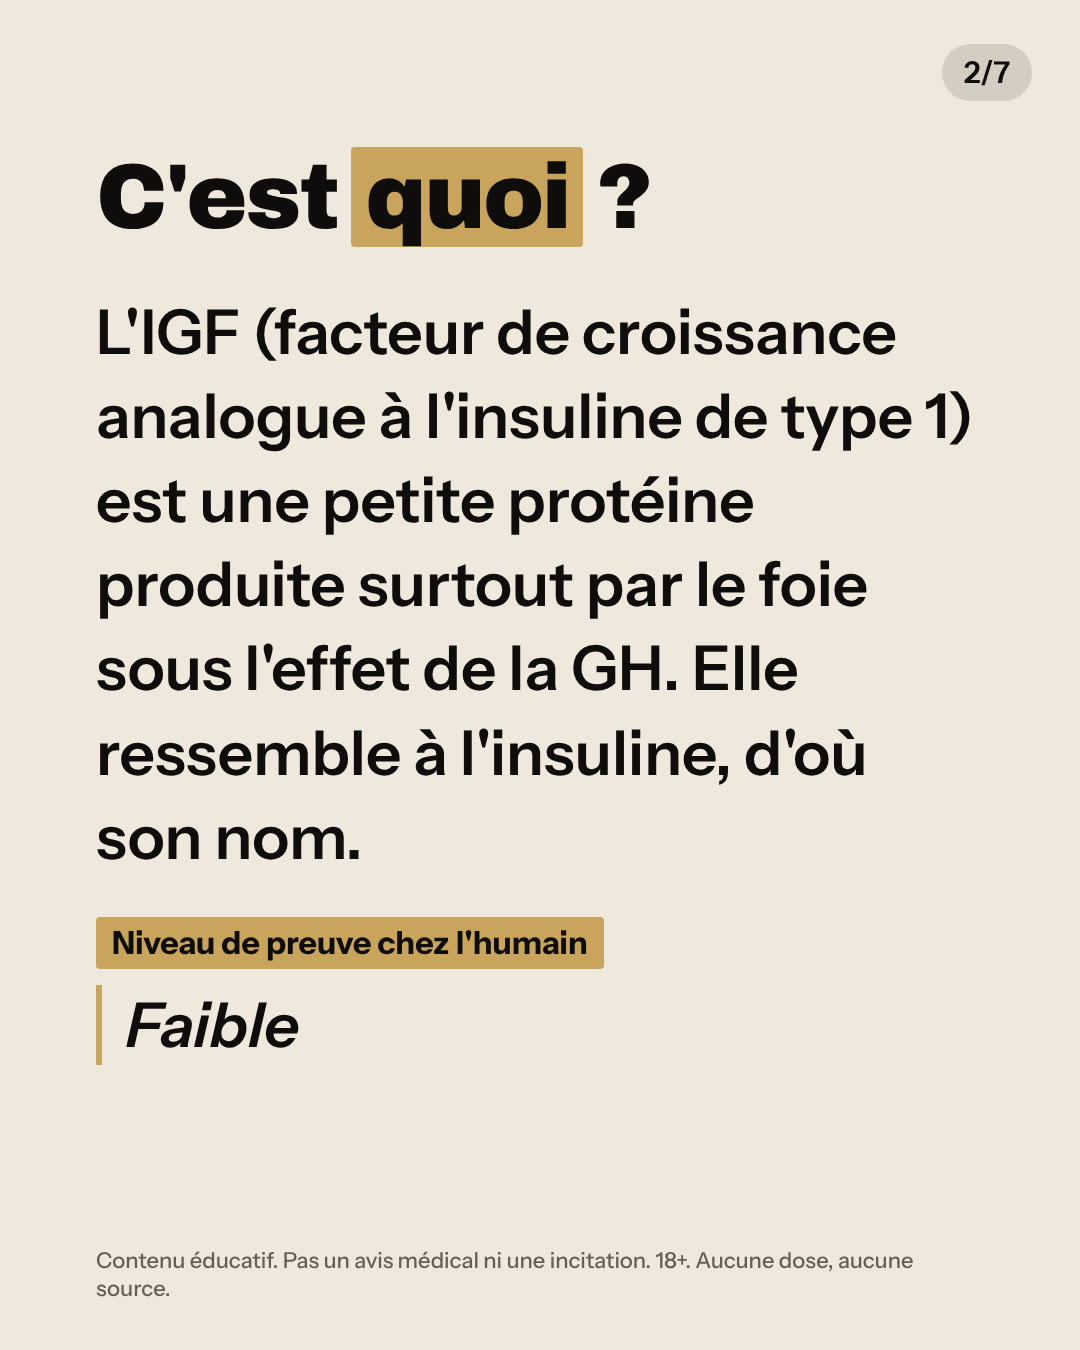 2/7
C'est quoi ?
L'IGF (facteur de croissance
analogue à l'insuline de type 1)
est une petite protéine
produite surtout par le foie
sous l'effet de la GH. Elle
ressemble à l'insuline, d'où
son nom.
Niveau de preuve chez l'humain
Faible
Contenu éducatif. Pas un avis médical ni une incitation. 18+. Aucune dose, aucune
source.